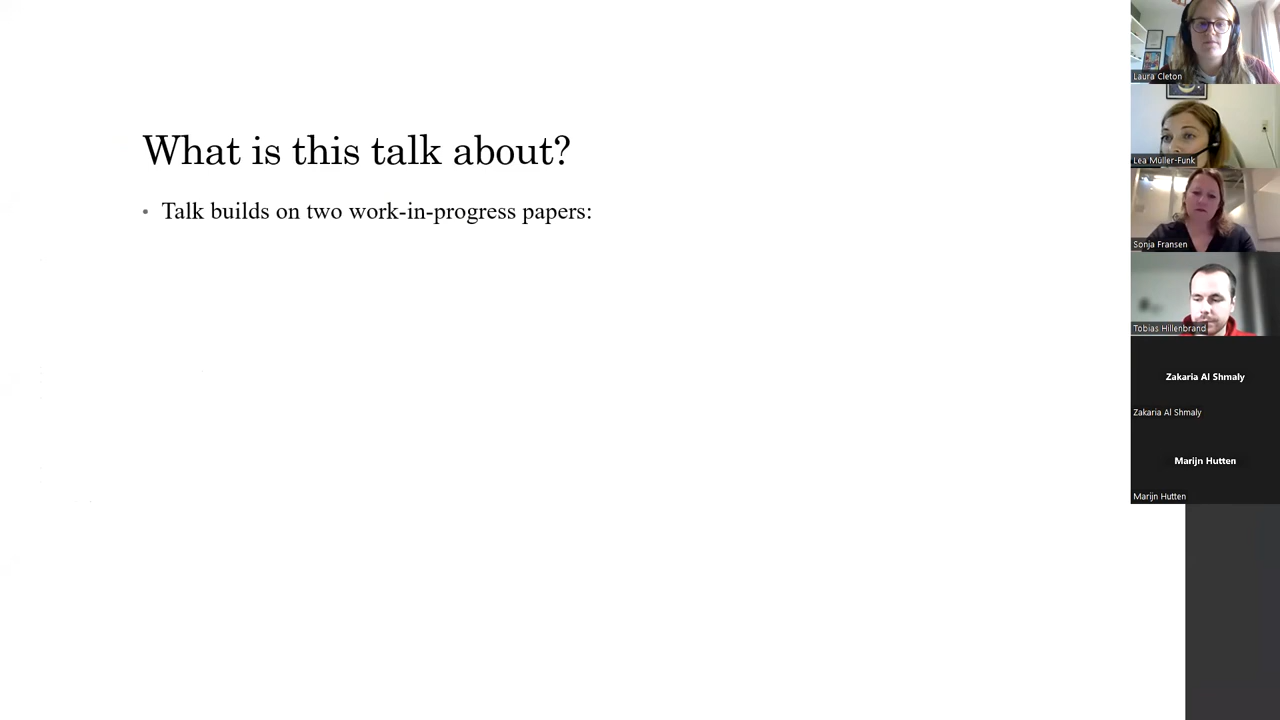 What is this talk about?
• Talk builds on two work-in-progress papers:
Laura Cleton
Lea Müller-Funk
Sonja Fransen
Tobias Hillenbrand
Zakaria Al Shmaly
Zakaria Al Shmaly
Marijn Hutten
Marijn Hutten